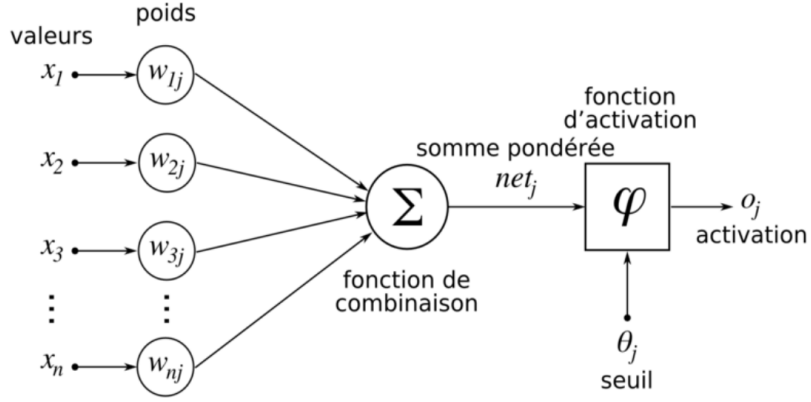 poids
valeurs
x₁ w₁ⱼ
fonction
d'activation
x₂ w₂ⱼ
somme pondérée
netⱼ
Σ
φ
oⱼ
activation
x₃ w₃ⱼ
fonction de
combinaison
⋮ ⋮
xₙ wₙⱼ
θⱼ
seuil